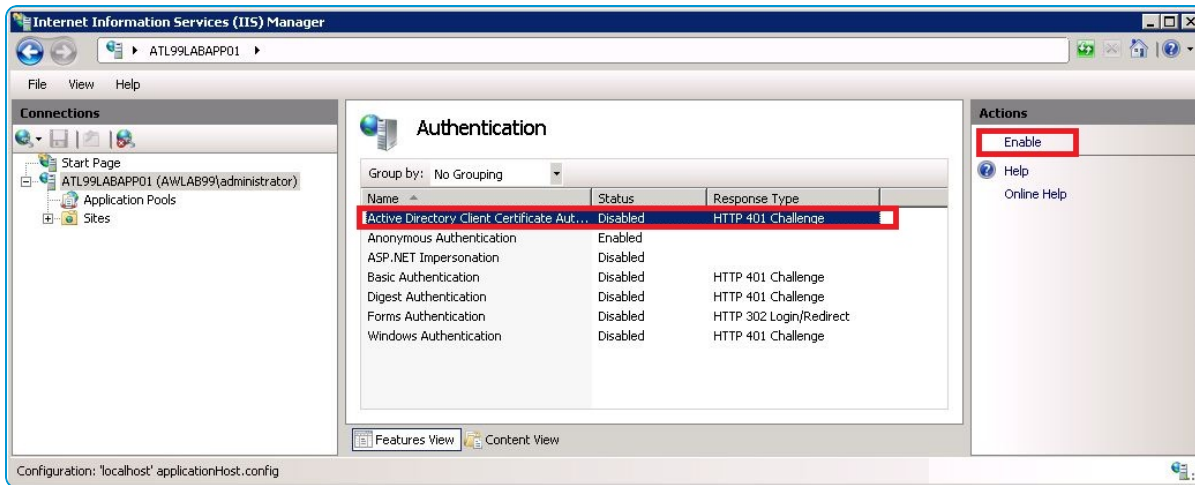 Internet Information Services (IIS) Manager
ATL99LABAPP01
File View Help
Connections
Start Page
ATL99LABAPP01 (AWLAB99\administrator)
Application Pools
Sites
Authentication
Group by: No Grouping
Name Status Response Type
Active Directory Client Certificate Aut... Disabled HTTP 401 Challenge
Anonymous Authentication Enabled
ASP.NET Impersonation Disabled
Basic Authentication Disabled HTTP 401 Challenge
Digest Authentication Disabled HTTP 401 Challenge
Forms Authentication Disabled HTTP 302 Login/Redirect
Windows Authentication Disabled HTTP 401 Challenge
Features View Content View
Actions
Enable
Help
Online Help
Configuration: 'localhost' applicationHost.config